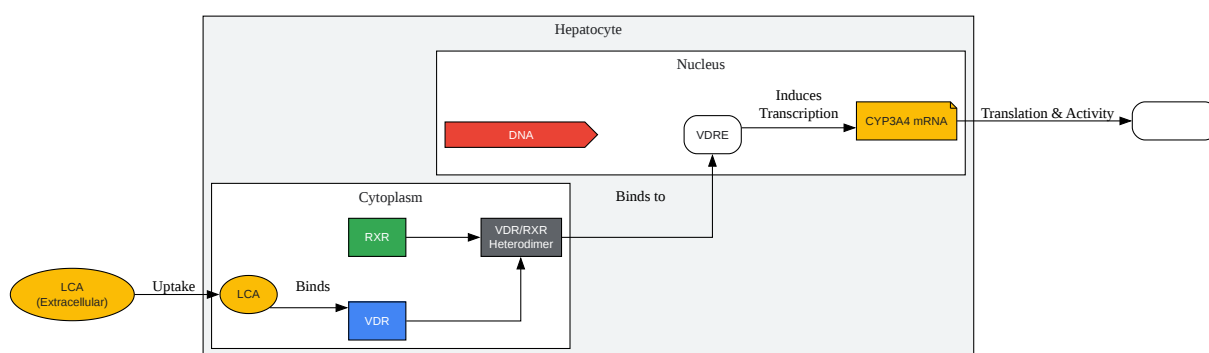 Hepatocyte
Nucleus
Induces
Transcription
CYP3A4 mRNA
Translation & Activity
DNA
VDRE
Cytoplasm
Binds to
RXR
VDR/RXR
Heterodimer
LCA
(Extracellular)
Uptake
LCA
Binds
VDR